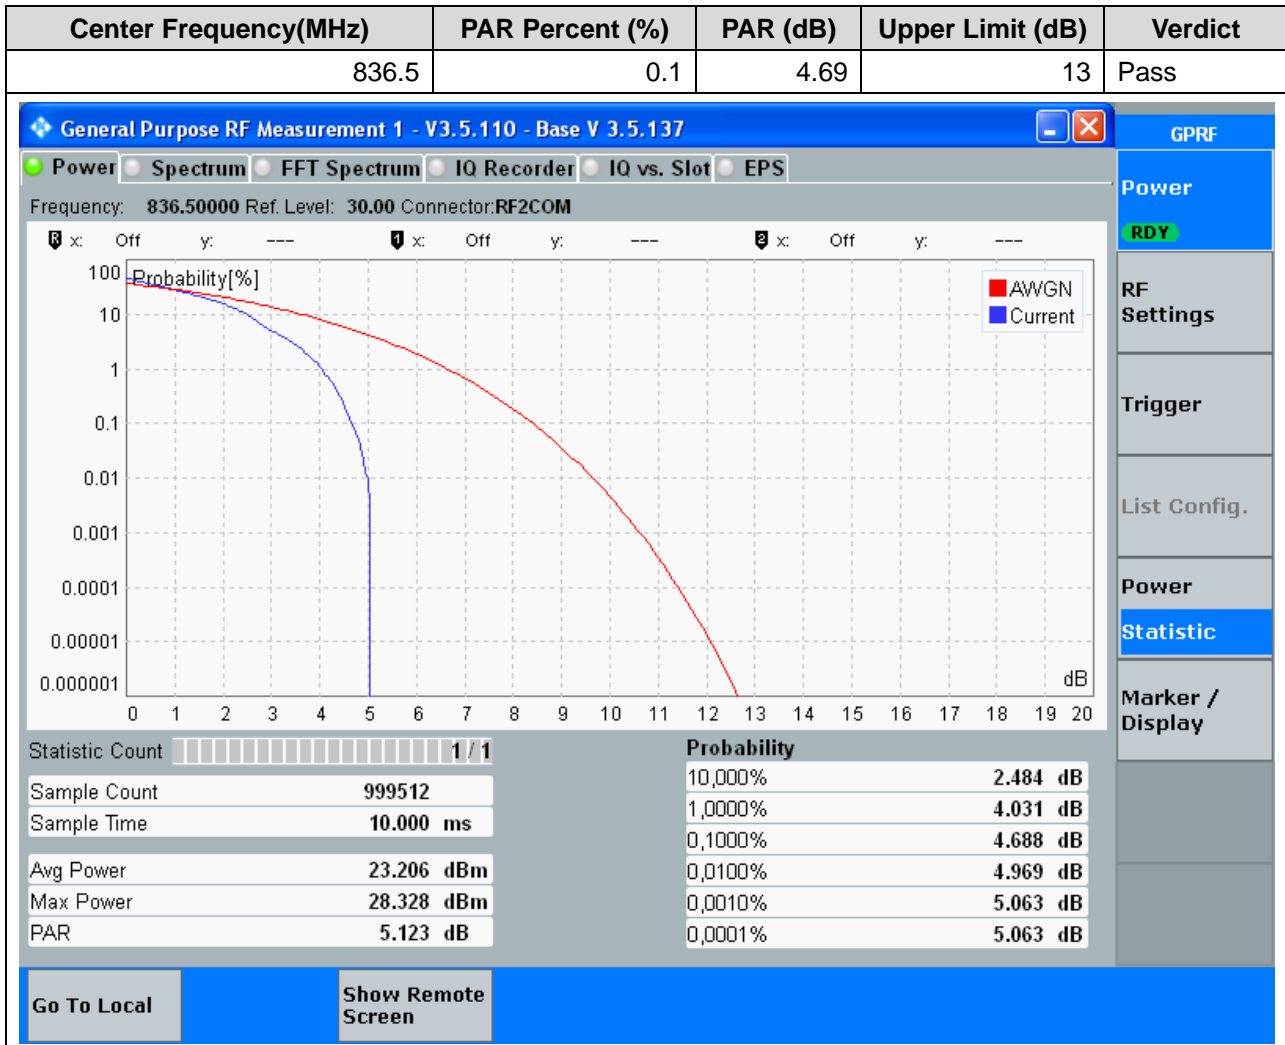 Center Frequency(MHz) PAR Percent (%) PAR (dB) Upper Limit (dB) Verdict
836.5 0.1 4.69 13 Pass
General Purpose RF Measurement 1 - V3.5.110 - Base V 3.5.137
GPRF
Power Spectrum FFT Spectrum IQ Recorder IQ vs. Slot EPS
Frequency: 836.50000 Ref. Level: 30.00 Connector:RF2COM
R x: Off y: --- 1 x: Off y: --- 2 x: Off y: ---
Probability[%]
100
10
1
0.1
0.01
0.001
0.0001
0.00001
0.000001
AWGN
Current
dB
0 1 2 3 4 5 6 7 8 9 10 11 12 13 14 15 16 17 18 19 20
Statistic Count 1 / 1
Sample Count 999512
Sample Time 10.000 ms
Avg Power 23.206 dBm
Max Power 28.328 dBm
PAR 5.123 dB
Probability
10,000% 2.484 dB
1,0000% 4.031 dB
0,1000% 4.688 dB
0,0100% 4.969 dB
0,0010% 5.063 dB
0,0001% 5.063 dB
Power
RDY
RF
Settings
Trigger
List Config.
Power
Statistic
Marker /
Display
Go To Local
Show Remote
Screen